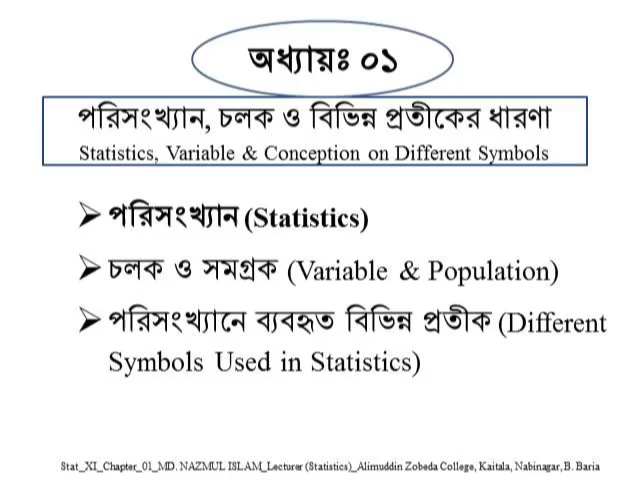 অধ্যায়ঃ ০১
পরিসংখ্যান, চলক ও বিভিন্ন প্রতীকের ধারণা
Statistics, Variable & Conception on Different Symbols
➢ পরিসংখ্যান (Statistics)
➢ চলক ও সমগ্রক (Variable & Population)
➢ পরিসংখ্যানে ব্যবহৃত বিভিন্ন প্রতীক (Different
Symbols Used in Statistics)
Stat_XI_Chapter_01_MD. NAZMUL ISLAM_Lecturer (Statistics)_Alimuddin Zobeda College, Kaitala, Nabinagar, B. Baria